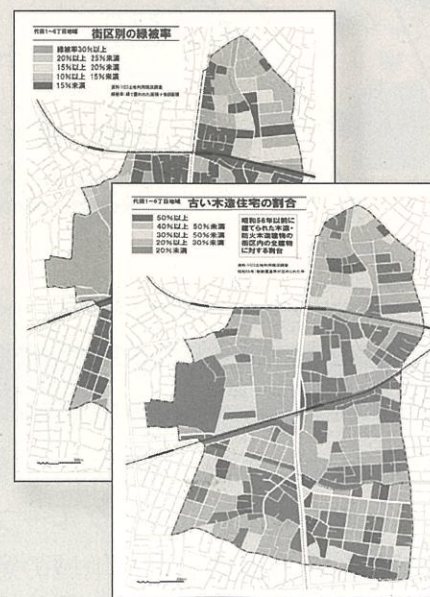 代田1〜6丁目地域
街区別の緑被率
緑被率30%以上
20%以上 25%未満
15%以上 20%未満
10%以上 15%未満
15%未満
代田1〜6丁目地域
古い木造住宅の割合
50%以上
40%以上 50%未満
30%以上 50%未満
20%以上 30%未満
20%未満
昭和56年以前に
建てられた木造・
防火木造建物の
街区内の全建物
に対する割合